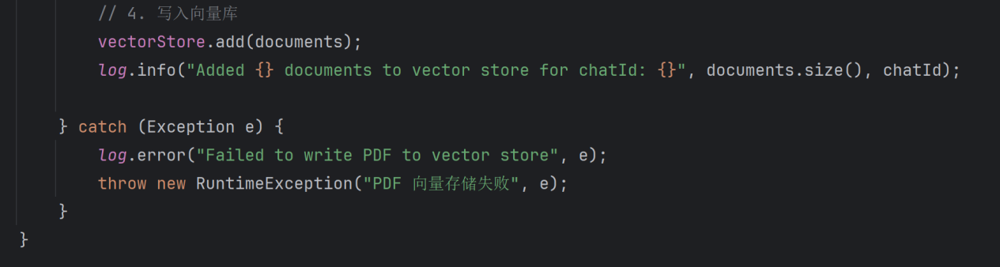 // 4. 写入向量库
vectorStore.add(documents);
log.info("Added {} documents to vector store for chatId: {}", documents.size(), chatId);
} catch (Exception e) {
log.error("Failed to write PDF to vector store", e);
throw new RuntimeException("PDF 向量存储失败", e);
}
}